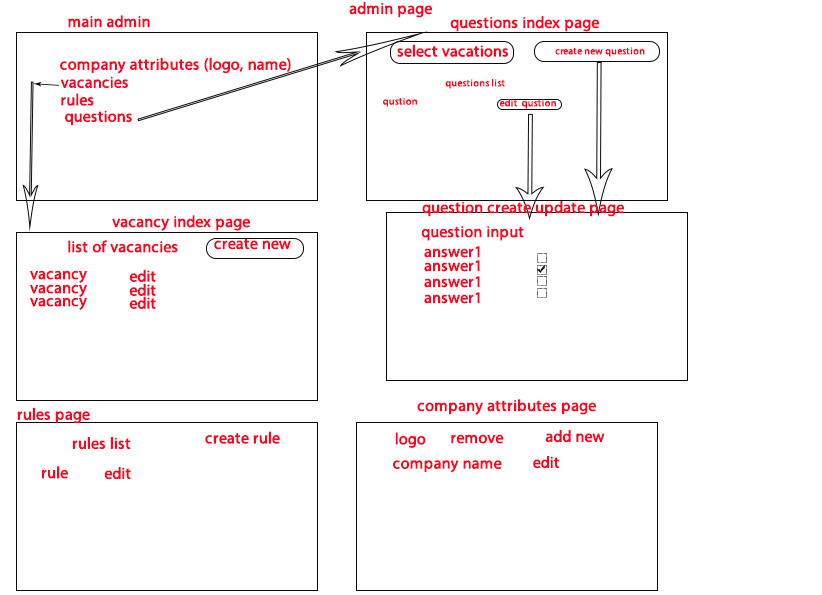 admin page
main admin
company attributes (logo, name)
vacancies
rules
questions
questions index page
select vacations
create new question
questions list
qustion
edit qustion
vacancy index page
list of vacancies
create new
vacancy edit
vacancy edit
vacancy edit
question create update page
question input
answer1
answer1
answer1
answer1
rules page
rules list
create rule
rule edit
company attributes page
logo remove add new
company name edit